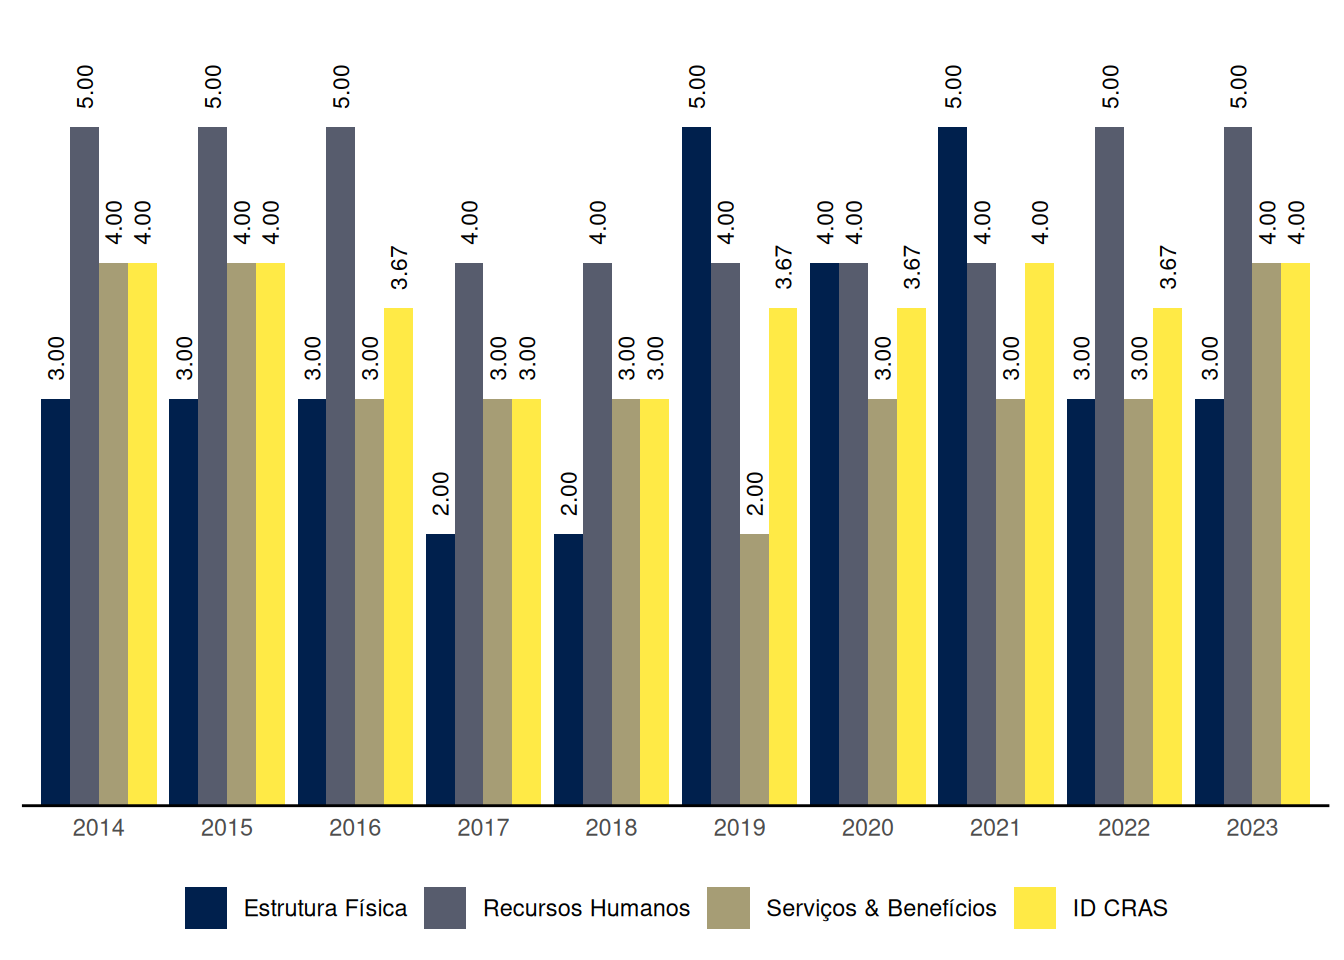 5.00 5.00 5.00 5.00 5.00 5.00 5.00
4.00 4.00 4.00 4.00 4.00 4.00 4.00 4.00 4.00 4.00 4.00 4.00 4.00
3.67 3.67 3.67 3.67
3.00 3.00 3.00 3.00 3.00 3.00 3.00 3.00 3.00 3.00 3.00 3.00 3.00
2.00 2.00 2.00
2014 2015 2016 2017 2018 2019 2020 2021 2022 2023
Estrutura Física Recursos Humanos Serviços & Benefícios ID CRAS